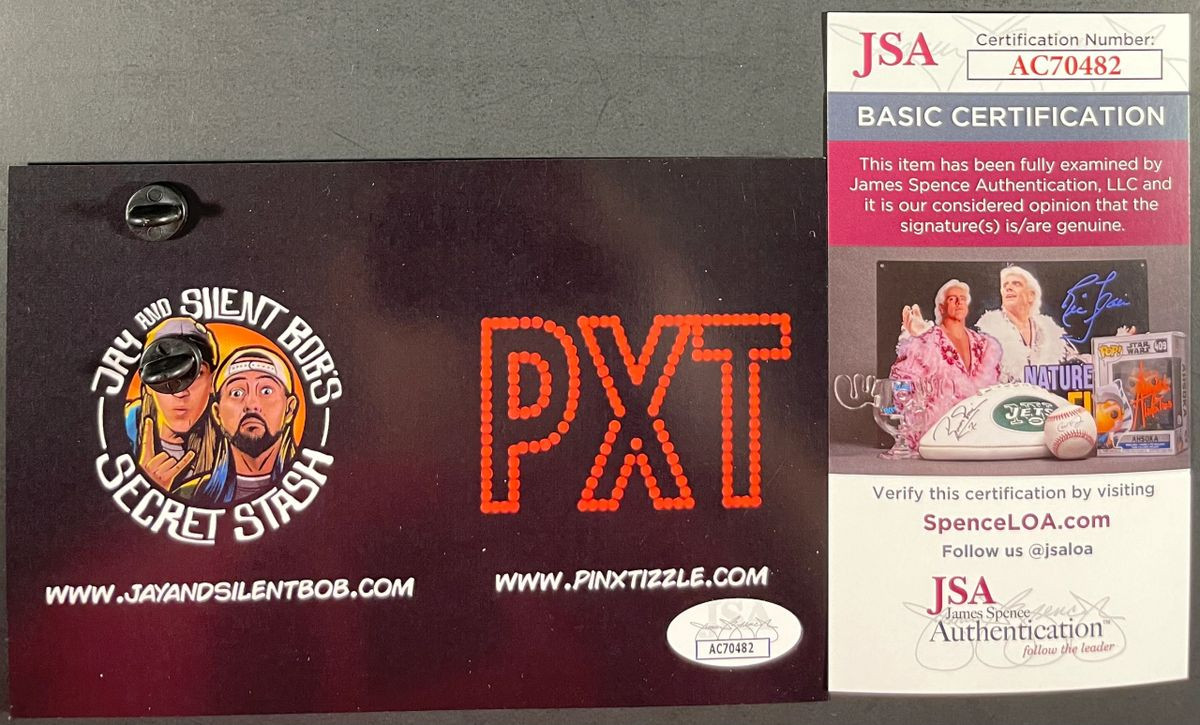 JAY AND SILENT BOB'S
SECRET STASH
WWW.JAYANDSILENTBOB.COM
PXT
WWW.PINXTIZZLE.COM
JSA
AC70482
JSA
Certification Number:
AC70482
BASIC CERTIFICATION
This item has been fully examined by
James Spence Authentication, LLC and
it is our considered opinion that the
signature(s) is/are genuine.
NATURE
JETS
POP!
STAR WARS
409
AHSOKA
Verify this certification by visiting
SpenceLOA.com
Follow us @jsaloa
JSA
James Spence
Authentication™
follow the leader